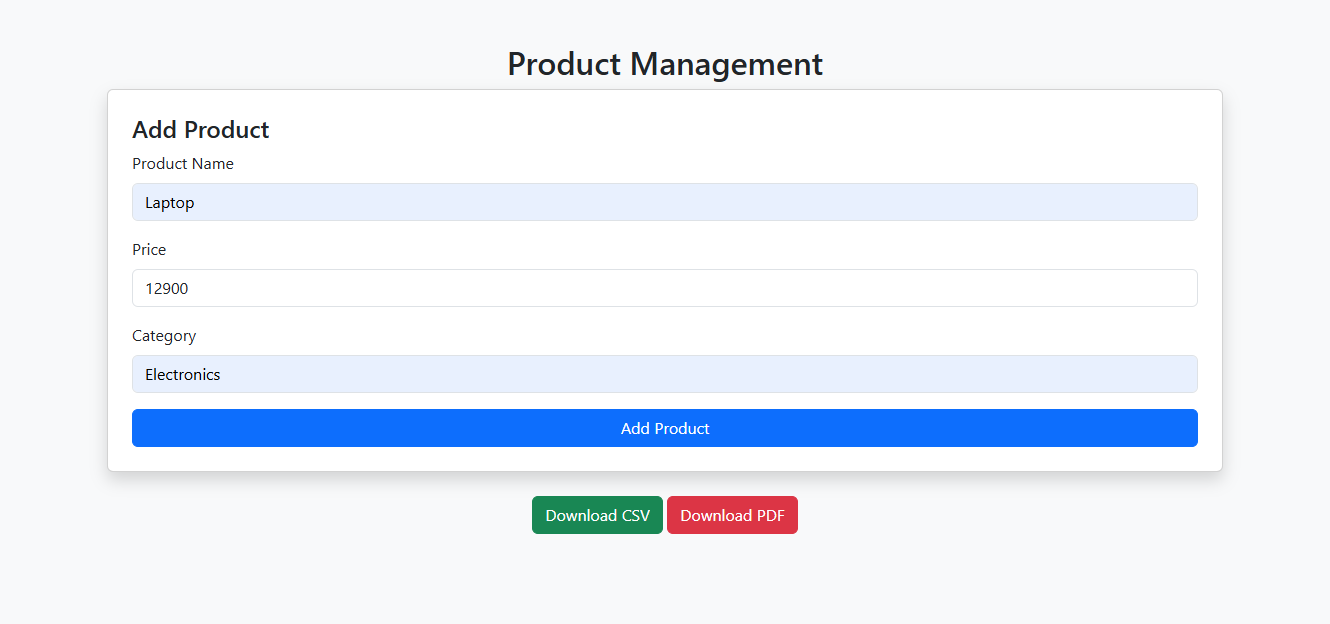 Product Management
Add Product
Product Name
Laptop
Price
12900
Category
Electronics
Add Product
Download CSV Download PDF